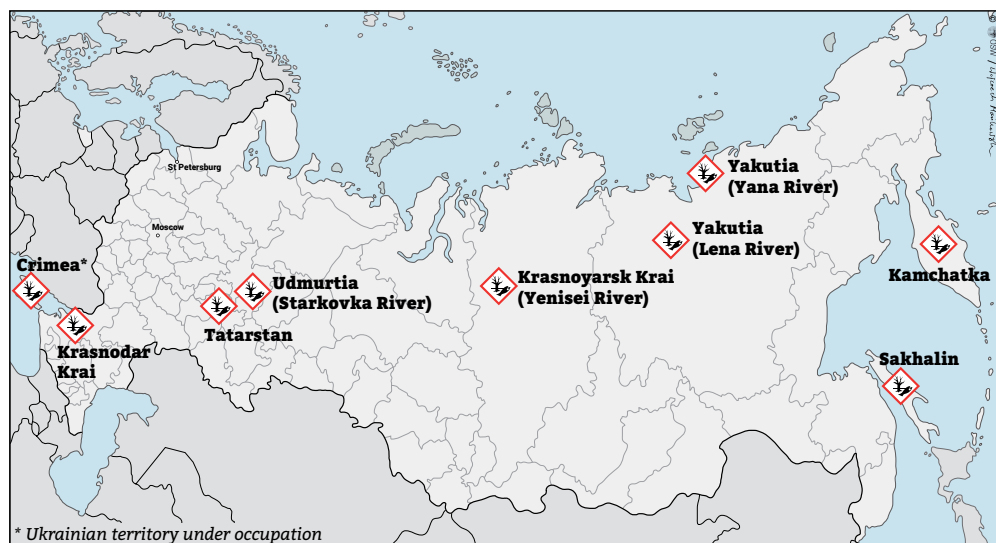 St Petersburg
Moscow
Yakutia
(Yana River)
Yakutia
(Lena River)
Crimea*
Udmurtia
(Starkovka River)
Krasnoyarsk Krai
(Yenisei River)
Kamchatka
Tatarstan
Krasnodar
Krai
Sakhalin
* Ukrainian territory under occupation